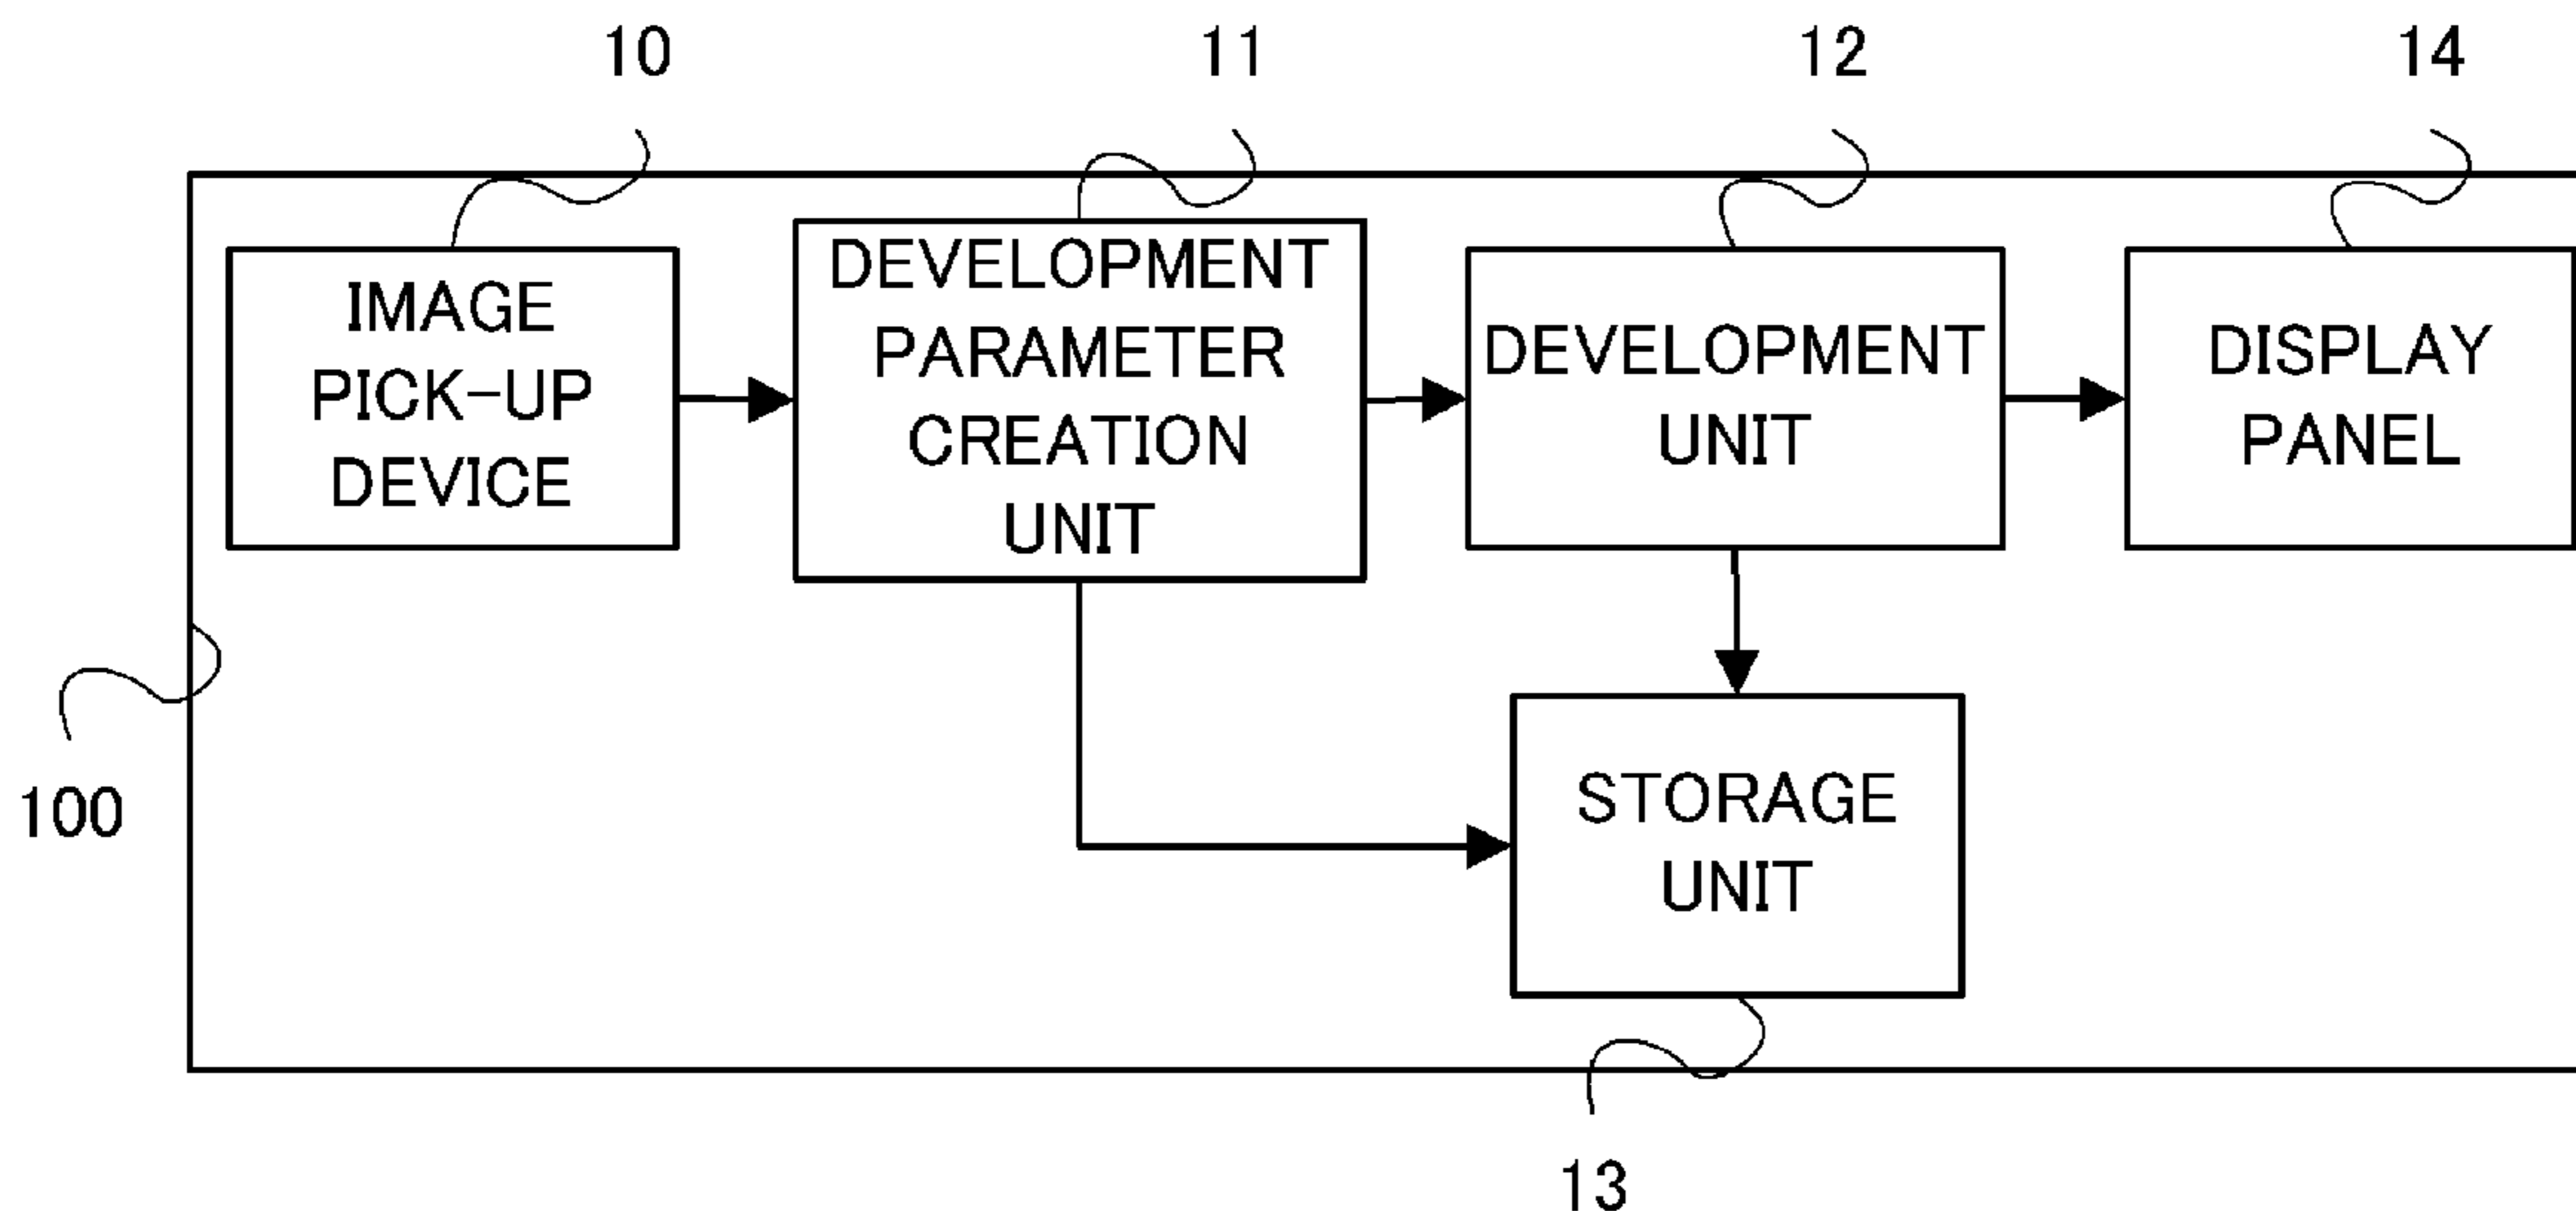 10
11
12
14
IMAGE
PICK-UP
DEVICE
DEVELOPMENT
PARAMETER
CREATION
UNIT
DEVELOPMENT
UNIT
DISPLAY
PANEL
100
STORAGE
UNIT
13